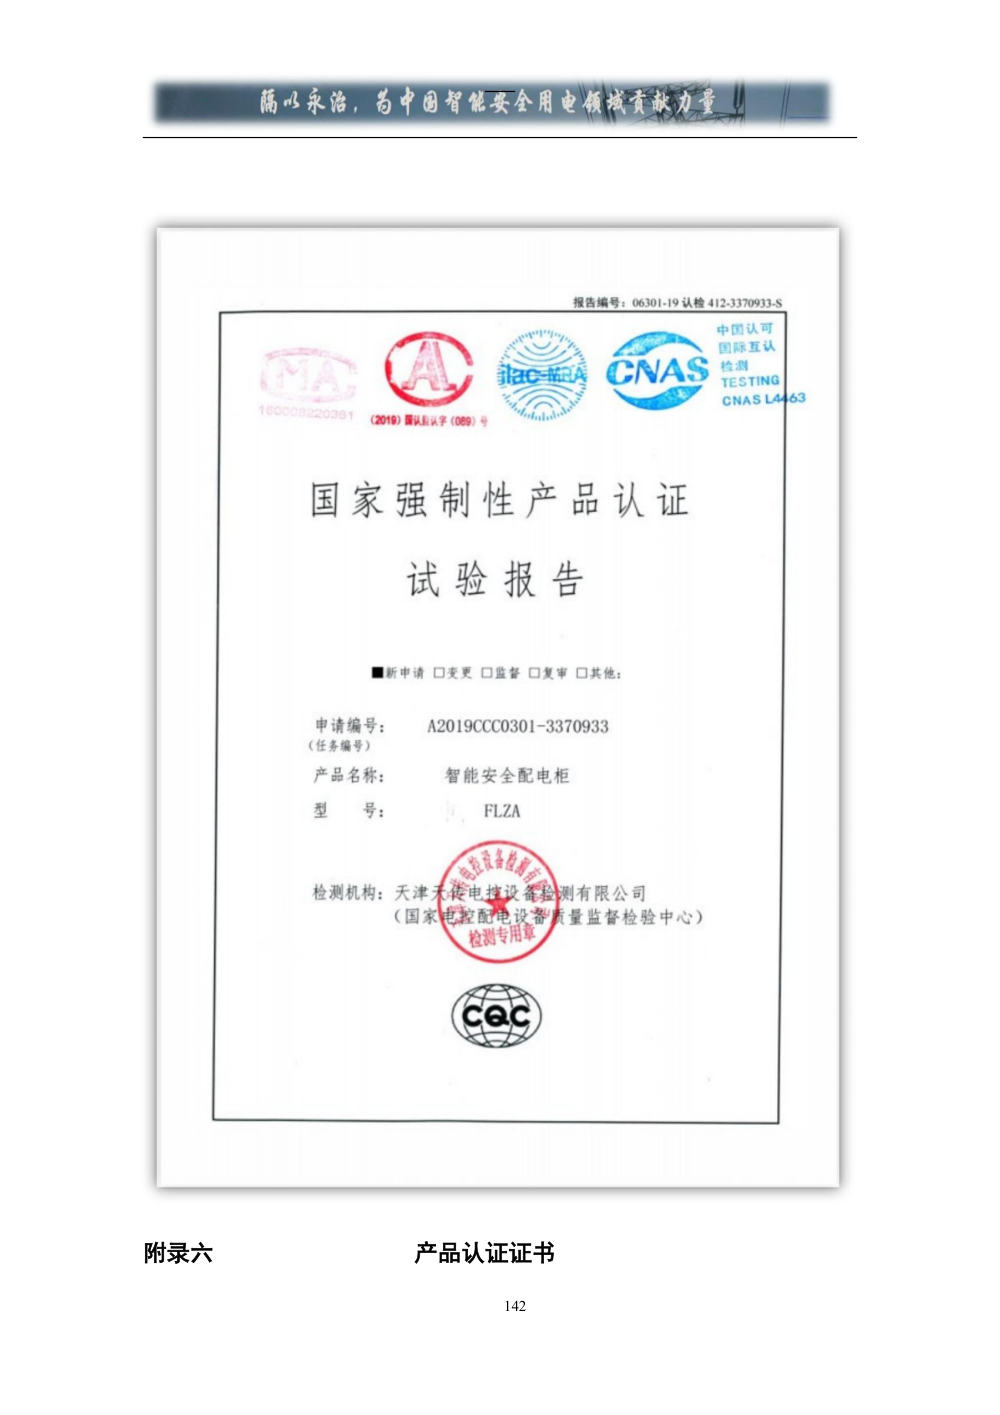 隔以永治，为中国智能安全用电领域贡献力量
报告编号：06301-19 认检 412-3370933-S
MA
160008220361
A
(2019) 国认监认字 (089) 号
ilac-MRA
CNAS
中国认可
国际互认
检测
TESTING
CNAS L4463
国家强制性产品认证
试验报告
■新申请 □变更 □监督 □复审 □其他：
申请编号： A2019CCC0301-3370933
（任务编号）
产品名称： 智能安全配电柜
型 号： FLZA
检测机构：天津天传电控设备检测有限公司
（国家电控配电设备质量监督检验中心）
检测专用章
CQC
附录六 产品认证证书
142